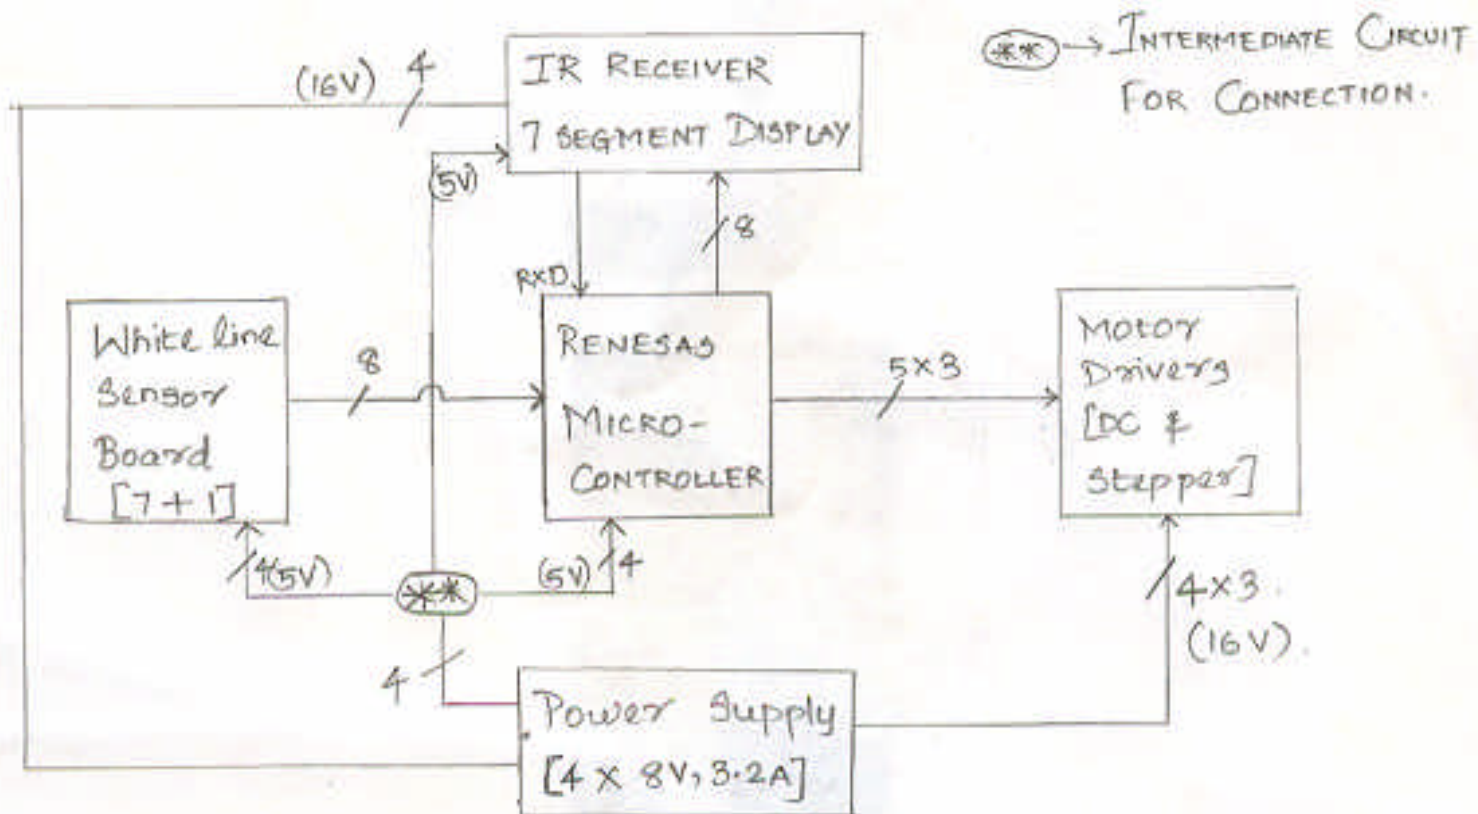 (16V) 4
IR RECEIVER
7 SEGMENT DISPLAY
(**) → INTERMEDIATE CIRCUIT
FOR CONNECTION.
(5V)
8
RXD
White line
Sensor
Board
[7+1]
8
RENESAS
MICRO-
CONTROLLER
5×3
Motor
Drivers
[DC &
Stepper]
4(5V)
**
(5V) 4
4×3.
(16V).
4
Power Supply
[4 × 8V, 3.2A]